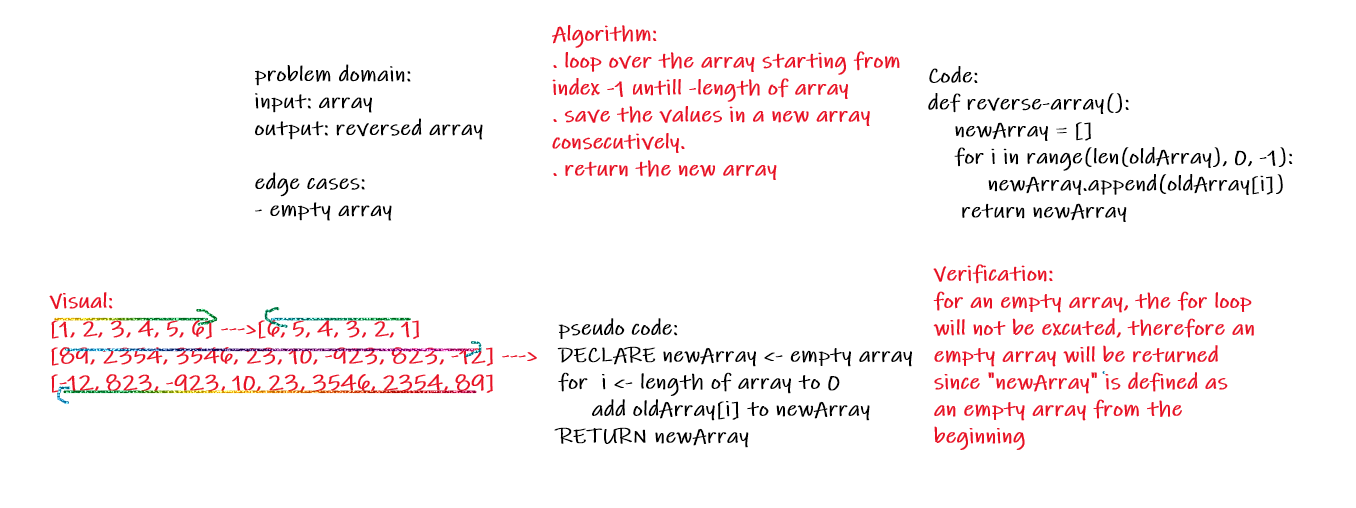 problem domain:
input: array
output: reversed array
edge cases:
- empty array
Algorithm:
. loop over the array starting from
index -1 untill -length of array
. save the values in a new array
consecutively.
. return the new array
Code:
def reverse-array():
newArray = []
for i in range(len(oldArray), 0, -1):
newArray.append(oldArray[i])
return newArray
Visual:
[1, 2, 3, 4, 5, 6] --->[6, 5, 4, 3, 2, 1]
[89, 2354, 3546, 23, 10, -923, 823, -12] --->
[-12, 823, -923, 10, 23, 3546, 2354, 89]
pseudo code:
DECLARE newArray <- empty array
for i <- length of array to 0
add oldArray[i] to newArray
RETURN newArray
Verification:
for an empty array, the for loop
will not be excuted, therefore an
empty array will be returned
since "newArray" is defined as
an empty array from the
beginning